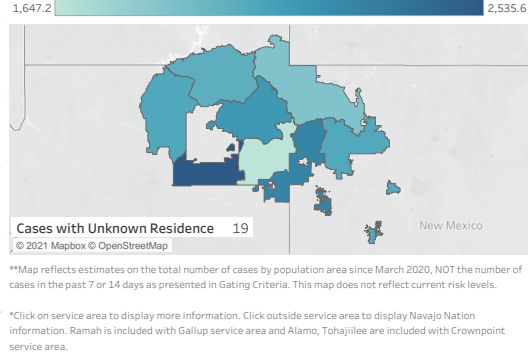 1,647.2 2,535.6
New Mexico
Cases with Unknown Residence 19
© 2021 Mapbox © OpenStreetMap
**Map reflects estimates on the total number of cases by population area since March 2020, NOT the number of
cases in the past 7 or 14 days as presented in Gating Criteria. This map does not reflect current risk levels.
*Click on service area to display more information. Click outside service area to display Navajo Nation
information. Ramah is included with Gallup service area and Alamo, Tohajiilee are included with Crownpoint
service area.